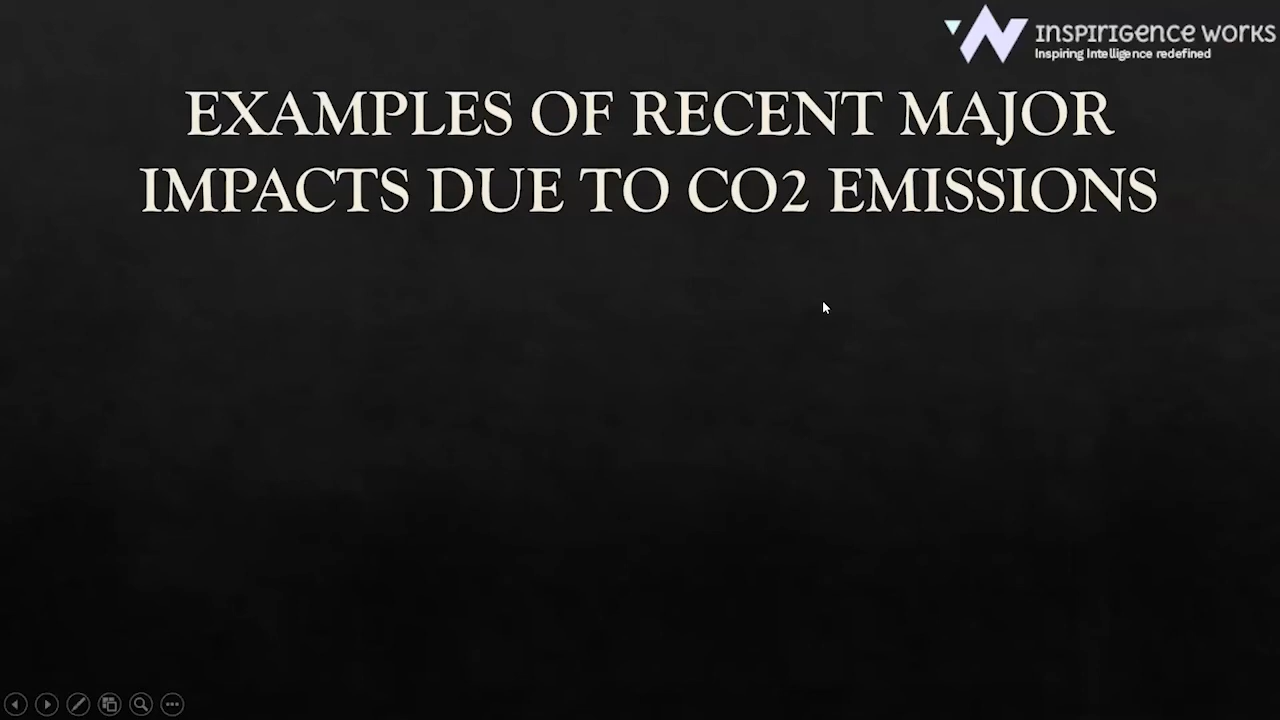 INSPIRIGENCE WORKS
Inspiring Intelligence redefined
EXAMPLES OF RECENT MAJOR
IMPACTS DUE TO CO2 EMISSIONS